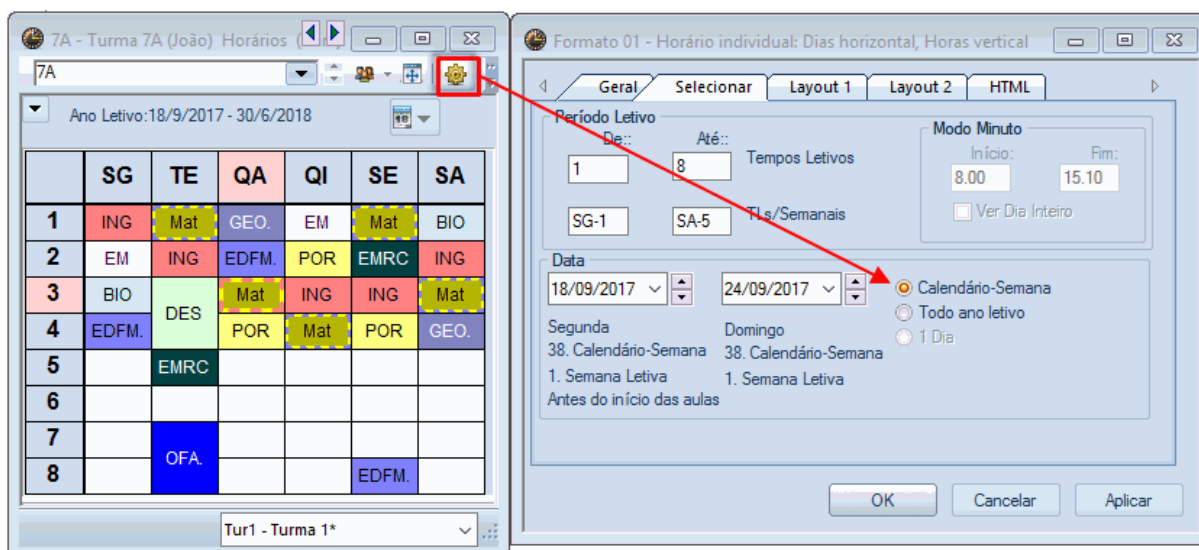 7A - Turma 7A (João) Horários (
7A
Ano Letivo:18/9/2017 - 30/6/2018
18
SG TE QA QI SE SA
1 ING Mat GEO. EM Mat BIO
2 EM ING EDFM. POR EMRC ING
3 BIO DES Mat ING ING Mat
4 EDFM. POR Mat POR GEO.
5 EMRC
6
7 OFA.
8 EDFM.
Tur1 - Turma 1*
Formato 01 - Horário individual: Dias horizontal, Horas vertical
Geral Selecionar Layout 1 Layout 2 HTML
Período Letivo
De:: Até::
1 8 Tempos Letivos
SG-1 SA-5 TLs/Semanais
Modo Minuto
Início: Fim:
8.00 15.10
Ver Dia Inteiro
Data
18/09/2017 24/09/2017
Segunda Domingo
38. Calendário-Semana 38. Calendário-Semana
1. Semana Letiva 1. Semana Letiva
Antes do início das aulas
Calendário-Semana
Todo ano letivo
1 Dia
OK Cancelar Aplicar